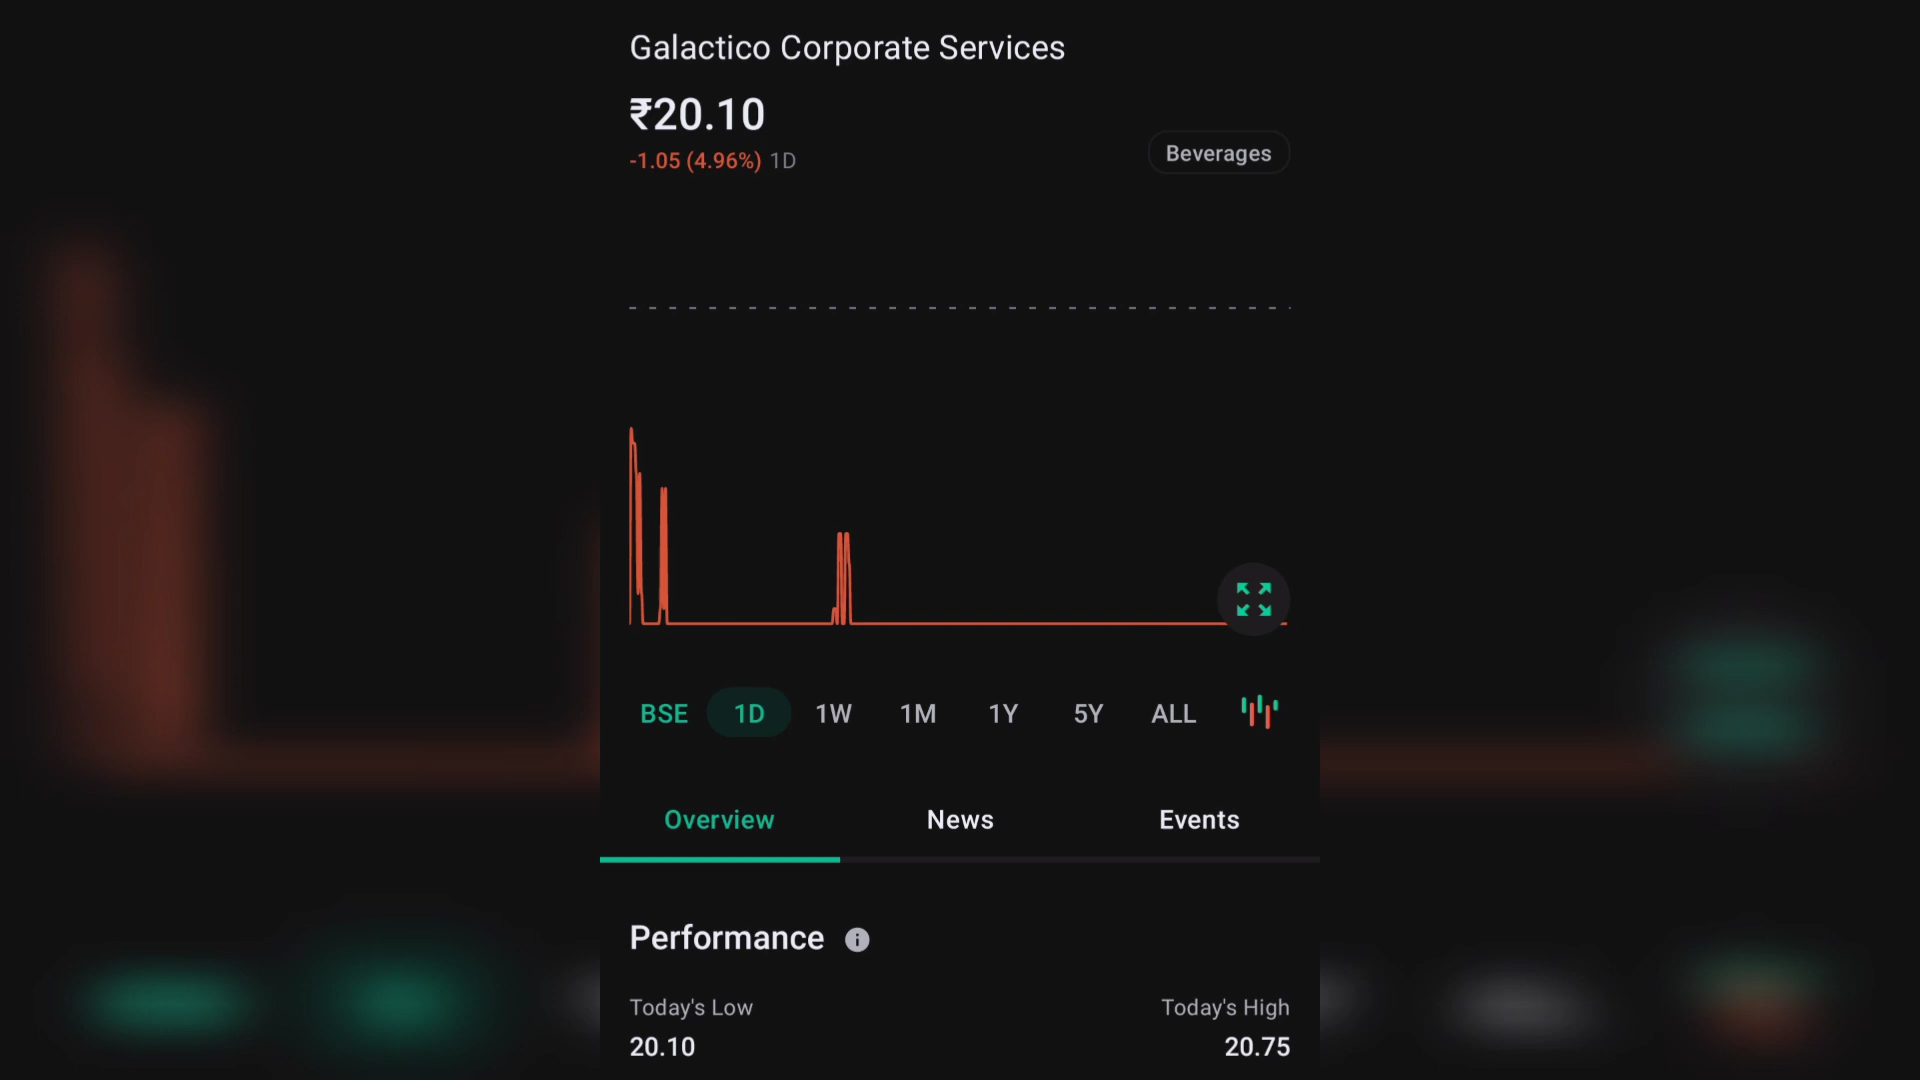 Galactico Corporate Services
₹20.10
-1.05 (4.96%) 1D
Beverages
BSE 1D 1W 1M 1Y 5Y ALL
Overview News Events
Performance
Today's Low Today's High
20.10 20.75